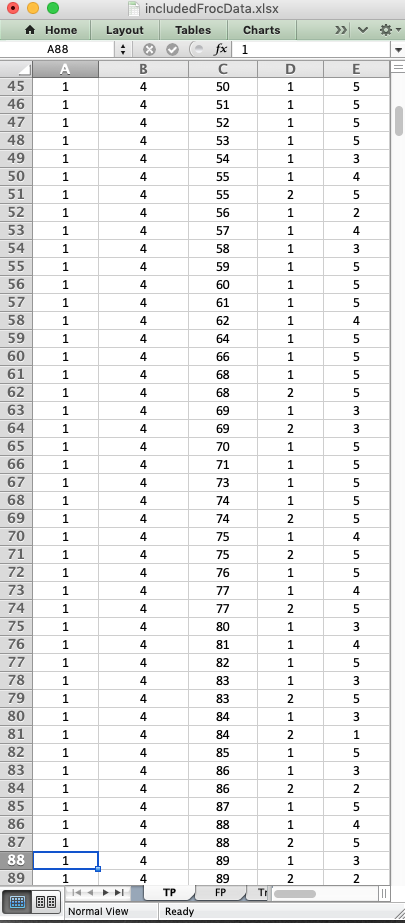 includedFrocData.xlsx
Home Layout Tables Charts
A88 fx 1
A B C D E
45 1 4 50 1 5
46 1 4 51 1 5
47 1 4 52 1 5
48 1 4 53 1 5
49 1 4 54 1 3
50 1 4 55 1 4
51 1 4 55 2 5
52 1 4 56 1 2
53 1 4 57 1 4
54 1 4 58 1 3
55 1 4 59 1 5
56 1 4 60 1 5
57 1 4 61 1 5
58 1 4 62 1 4
59 1 4 64 1 5
60 1 4 66 1 5
61 1 4 68 1 5
62 1 4 68 2 5
63 1 4 69 1 3
64 1 4 69 2 3
65 1 4 70 1 5
66 1 4 71 1 5
67 1 4 73 1 5
68 1 4 74 1 5
69 1 4 74 2 5
70 1 4 75 1 4
71 1 4 75 2 5
72 1 4 76 1 5
73 1 4 77 1 4
74 1 4 77 2 5
75 1 4 80 1 3
76 1 4 81 1 4
77 1 4 82 1 5
78 1 4 83 1 3
79 1 4 83 2 5
80 1 4 84 1 3
81 1 4 84 2 1
82 1 4 85 1 5
83 1 4 86 1 3
84 1 4 86 2 2
85 1 4 87 1 5
86 1 4 88 1 4
87 1 4 88 2 5
88 1 4 89 1 3
89 1 4 89 2 2
TP FP
Normal View Ready